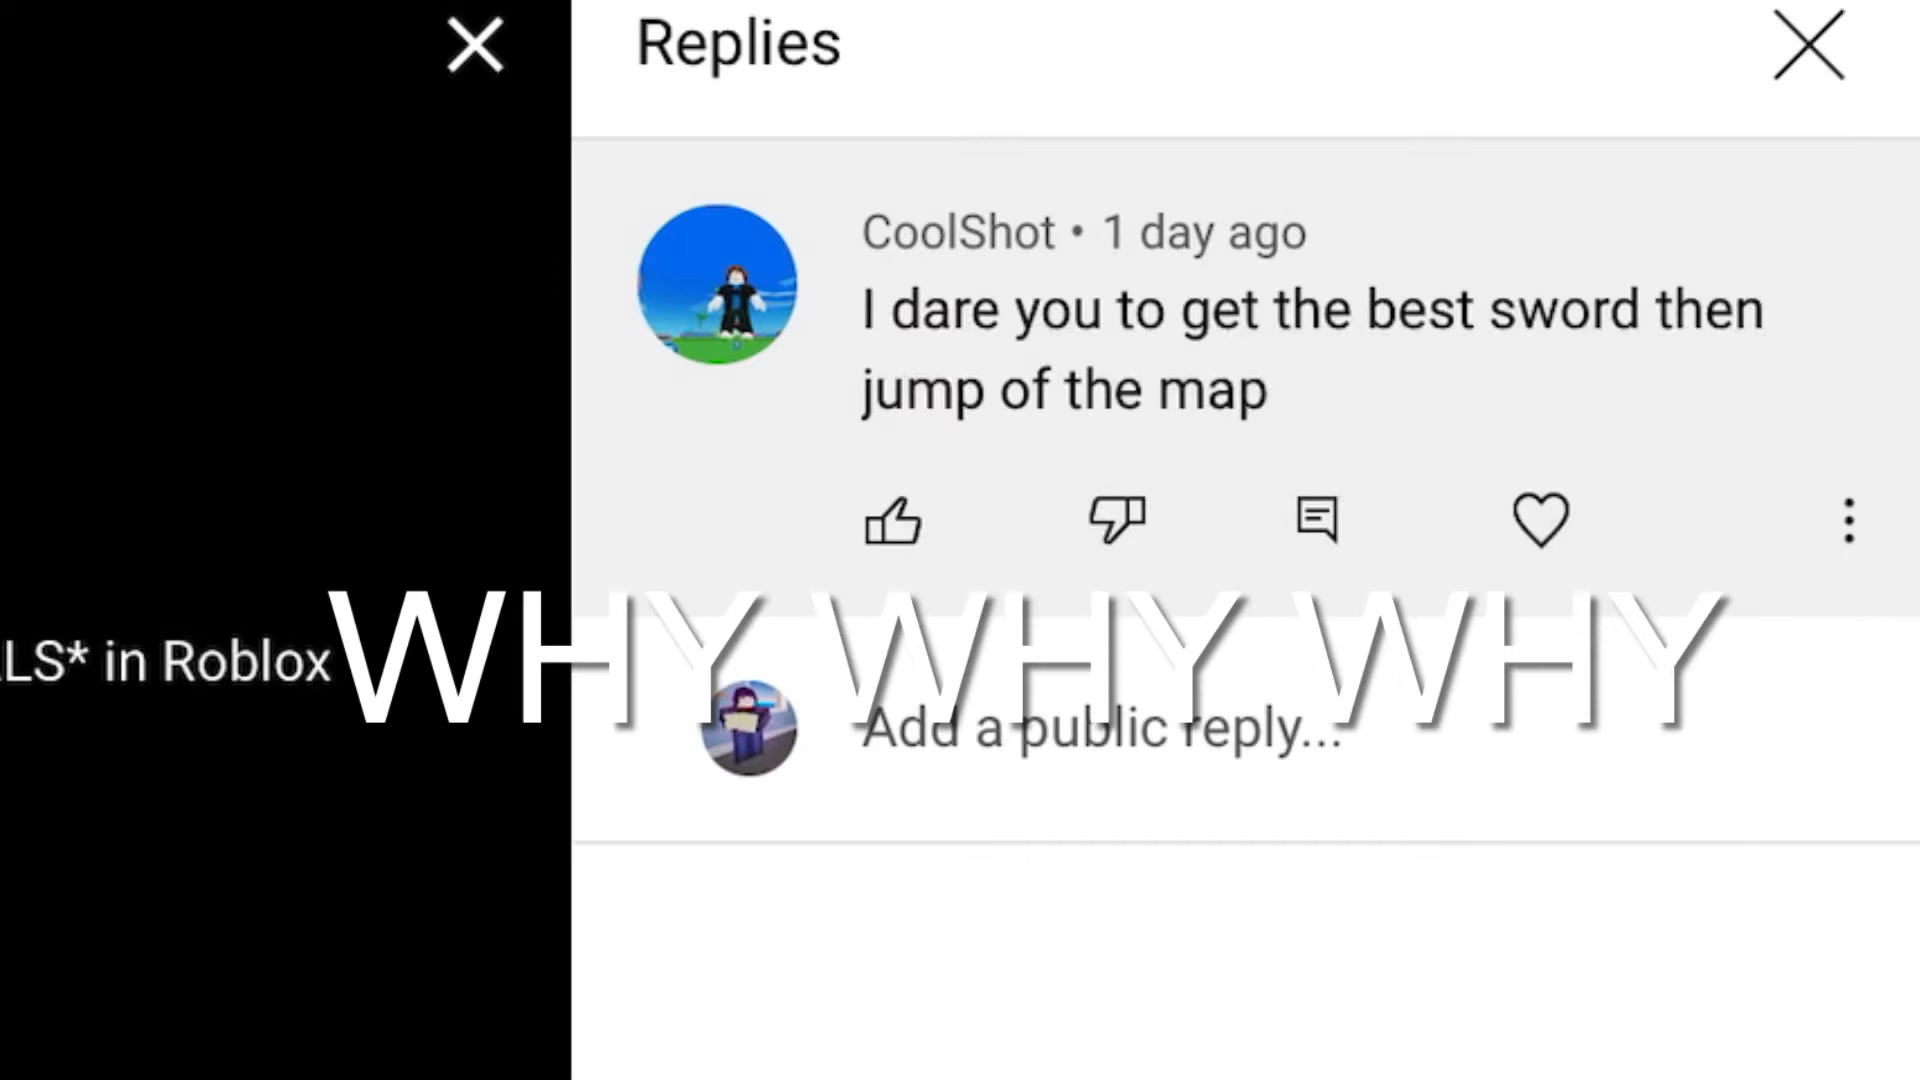 Replies
CoolShot • 1 day ago
I dare you to get the best sword then
jump of the map
LS* in Roblox
WHY WHY WHY
Add a public reply...